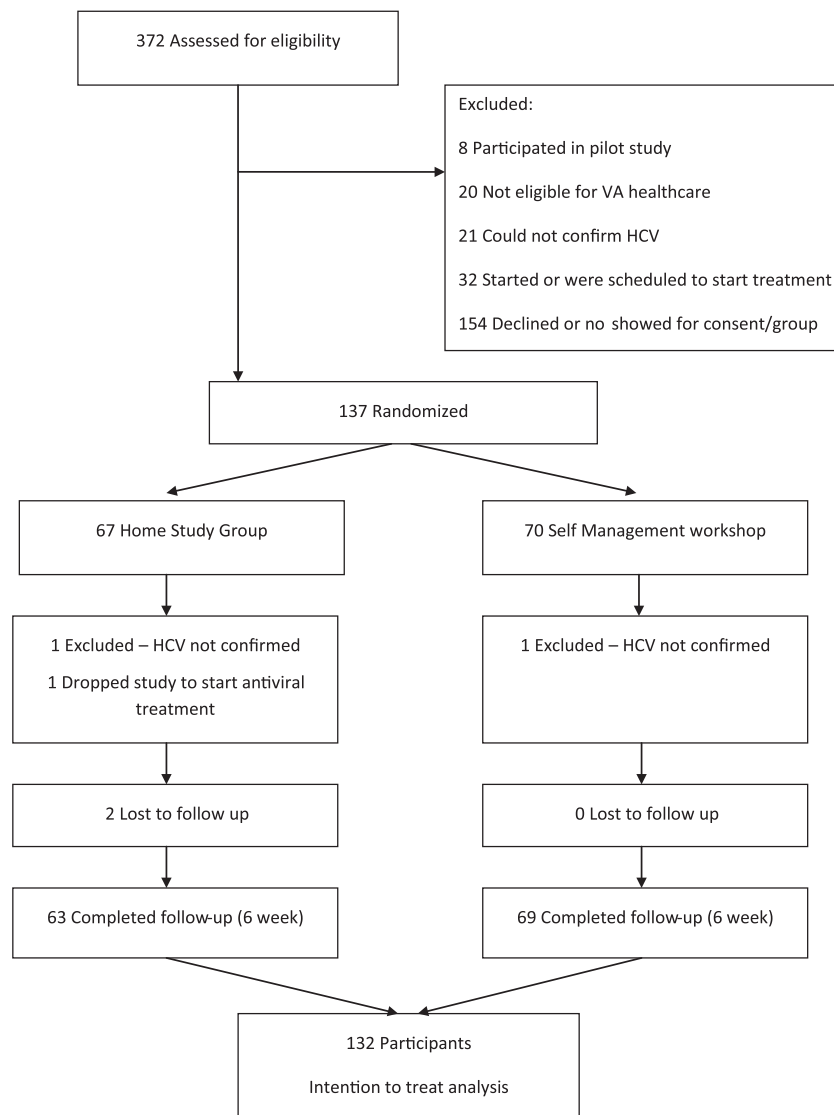 372 Assessed for eligibility
Excluded:
8 Participated in pilot study
20 Not eligible for VA healthcare
21 Could not confirm HCV
32 Started or were scheduled to start treatment
154 Declined or no showed for consent/group
137 Randomized
67 Home Study Group
70 Self Management workshop
1 Excluded – HCV not confirmed
1 Dropped study to start antiviral
treatment
1 Excluded – HCV not confirmed
2 Lost to follow up
0 Lost to follow up
63 Completed follow-up (6 week)
69 Completed follow-up (6 week)
132 Participants
Intention to treat analysis